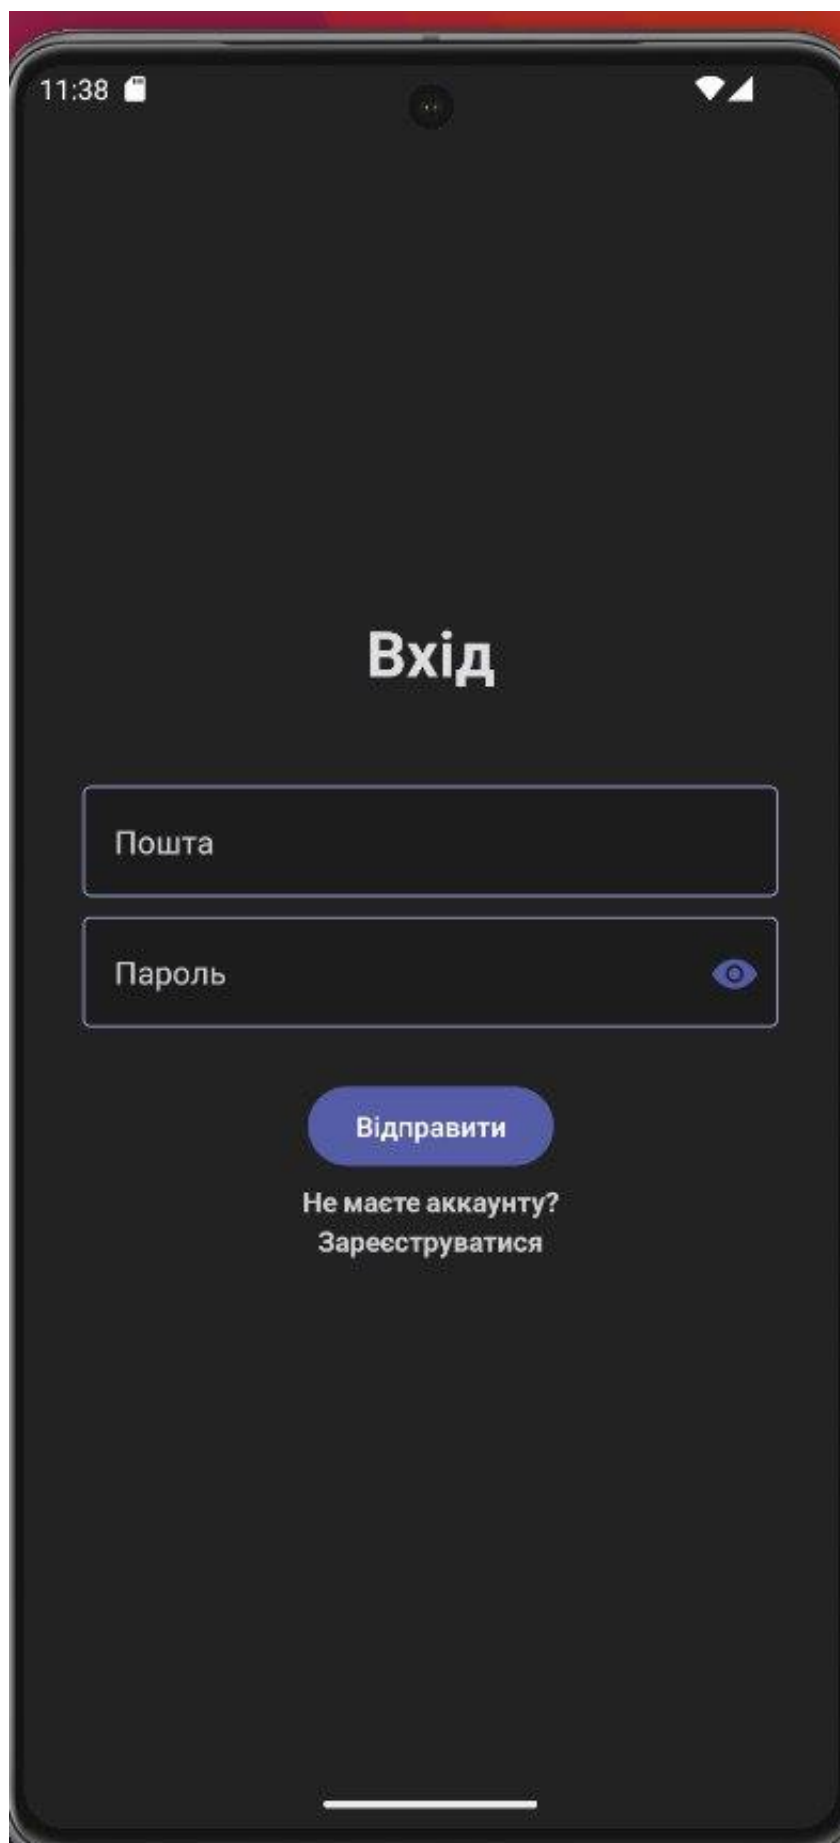 11:38
Вхід
Пошта
Пароль
Відправити
Не маєте аккаунту?
Зареєструватися